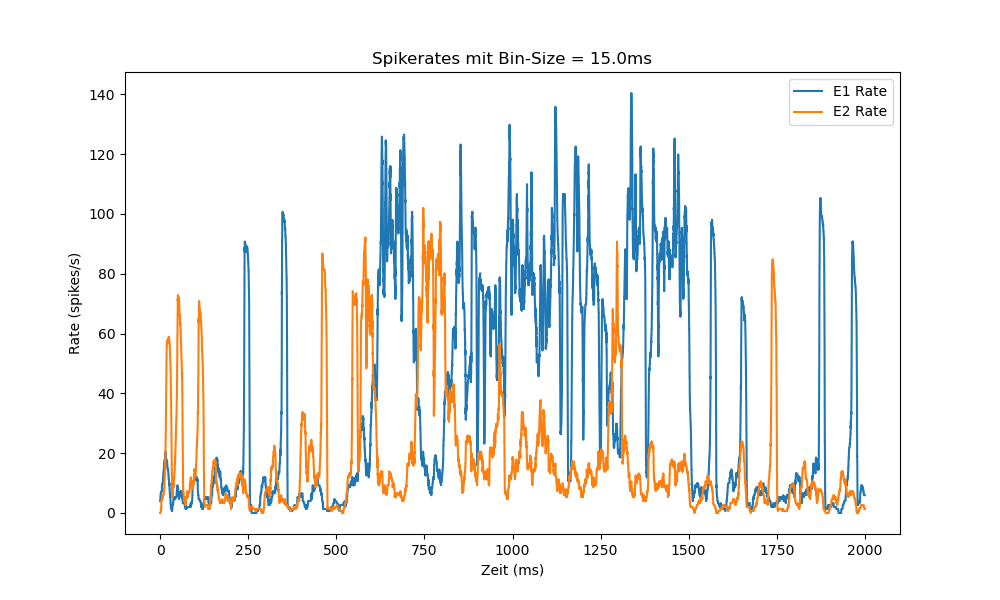 Spikerates mit Bin-Size = 15.0ms
E1 Rate
E2 Rate
Rate (spikes/s)
140
120
100
80
60
40
20
0
0 250 500 750 1000 1250 1500 1750 2000
Zeit (ms)